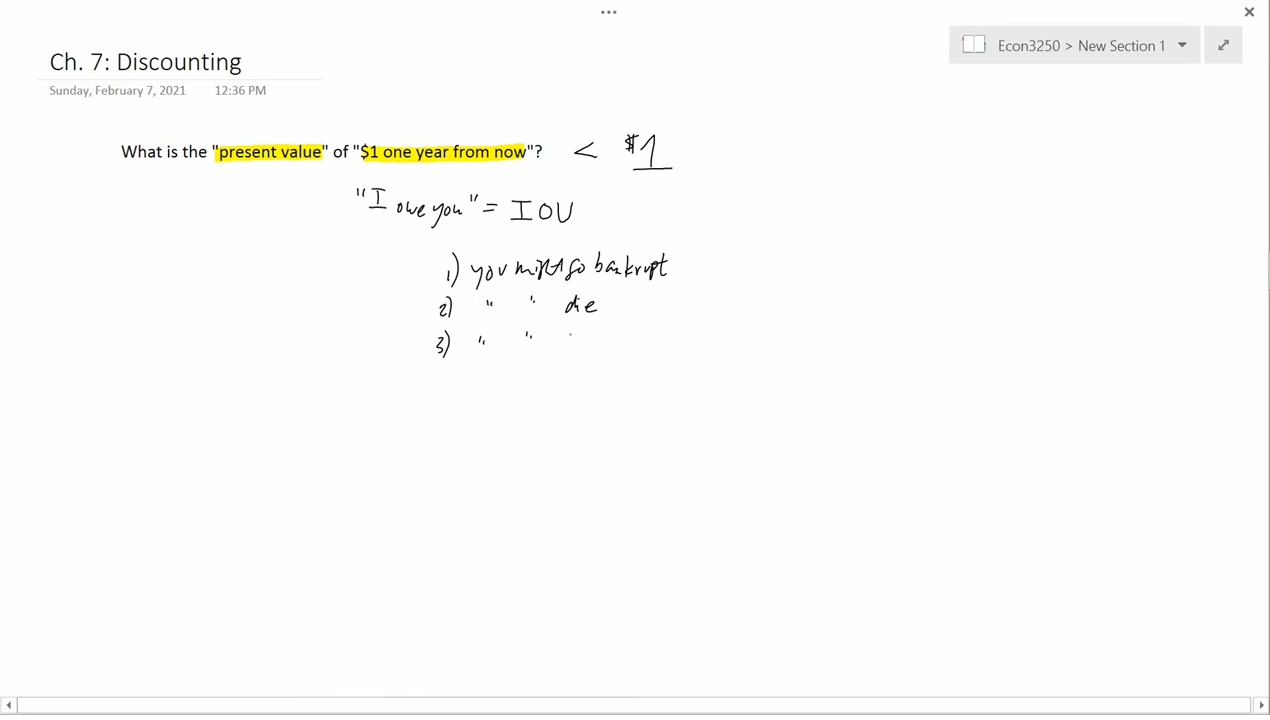 Econ3250 > New Section 1
Ch. 7: Discounting
Sunday, February 7, 2021 12:36 PM
What is the "present value" of "$1 one year from now"? < $1
"I owe you" = IOU
1) you might go bankrupt
2) " " die
3) " "